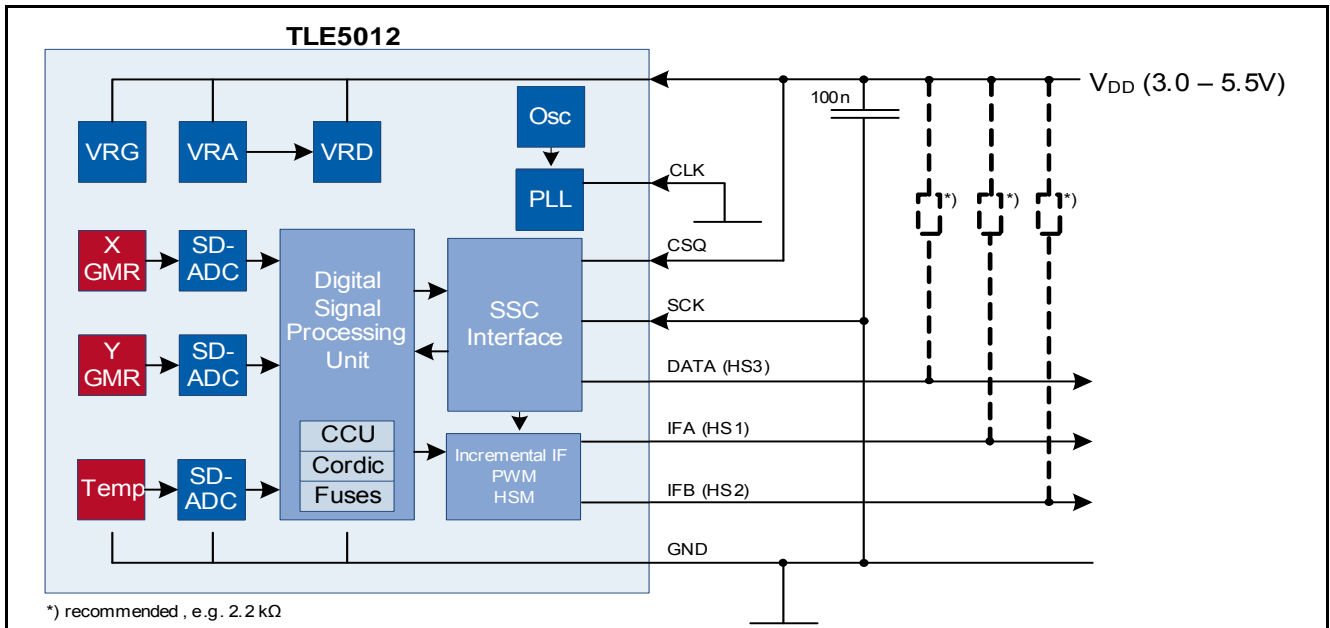 TLE5012
V_DD (3.0 – 5.5V)
100n
Osc
VRG
VRA
VRD
CLK
PLL
*)
*)
*)
X
GMR
SD-
ADC
CSQ
Digital
Signal
Processing
Unit
SSC
Interface
SCK
Y
GMR
SD-
ADC
DATA (HS3)
CCU
Cordic
Fuses
IFA (HS1)
Incremental IF
PWM
HSM
Temp
SD-
ADC
IFB (HS2)
GND
*) recommended , e.g. 2.2 kΩ